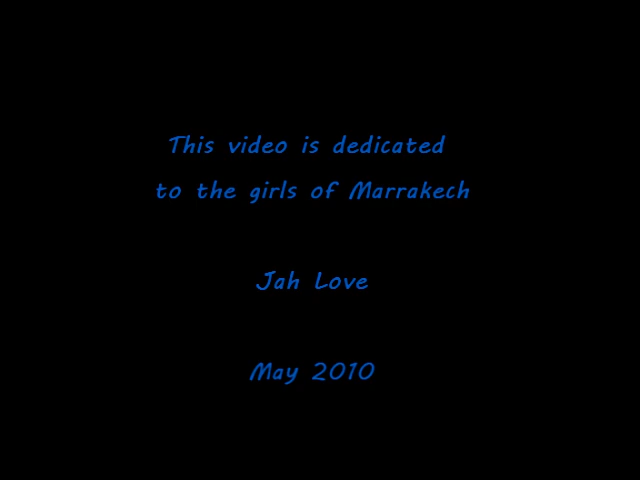 This video is dedicated
to the girls of Marrakech
Jah Love
May 2010